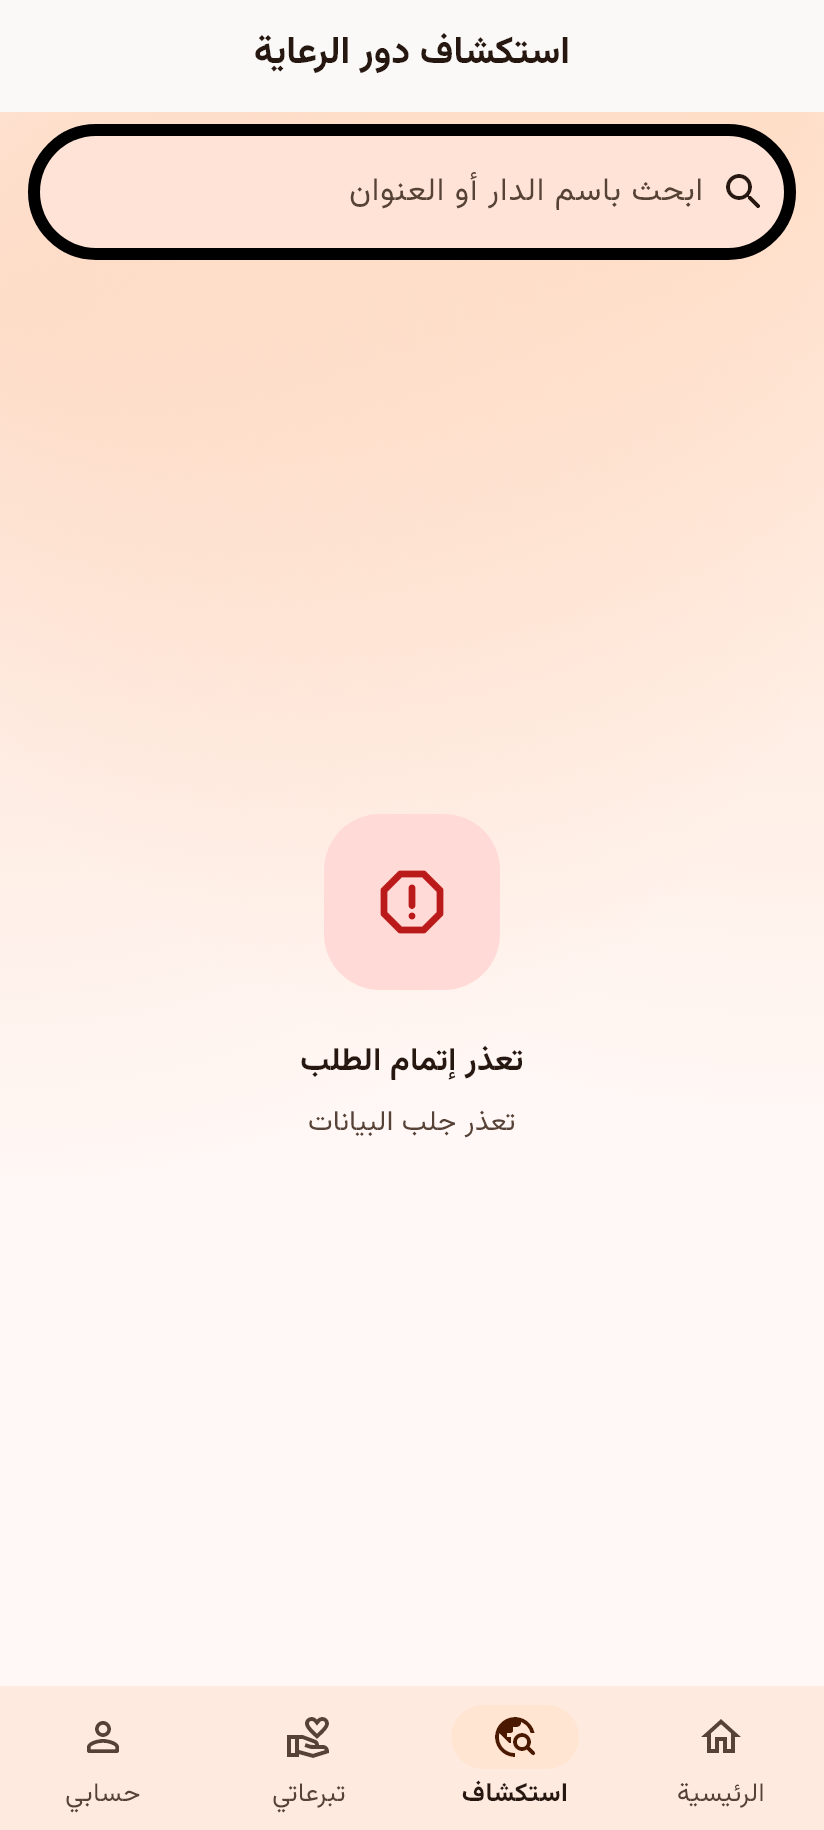 استكشاف دور الرعاية
ابحث باسم الدار أو العنوان
تعذر إتمام الطلب
تعذر جلب البيانات
الرئيسية
استكشاف
تبرعاتي
حسابي